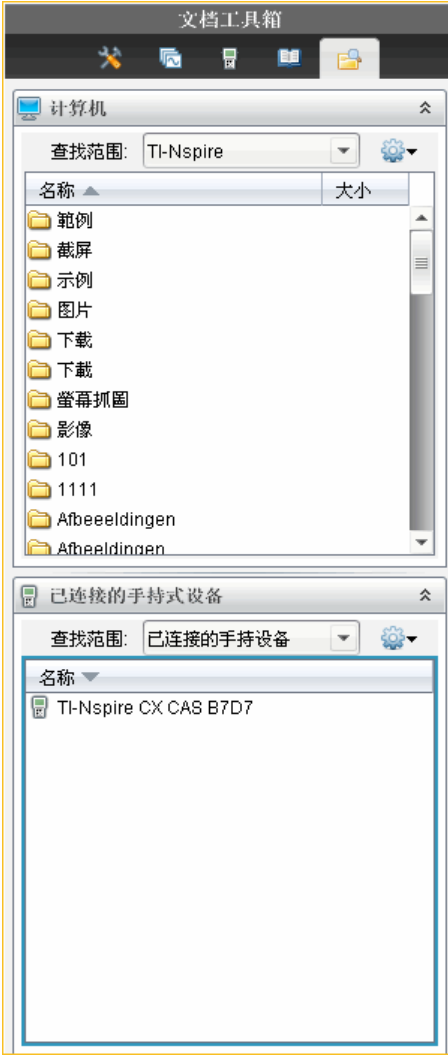 文档工具箱
计算机
查找范围: TI-Nspire
名称 大小
範例
截屏
示例
图片
下载
下載
螢幕抓圖
影像
101
1111
Afbeeeldingen
Afbeeldingen
已连接的手持式设备
查找范围: 已连接的手持设备
名称
TI-Nspire CX CAS B7D7